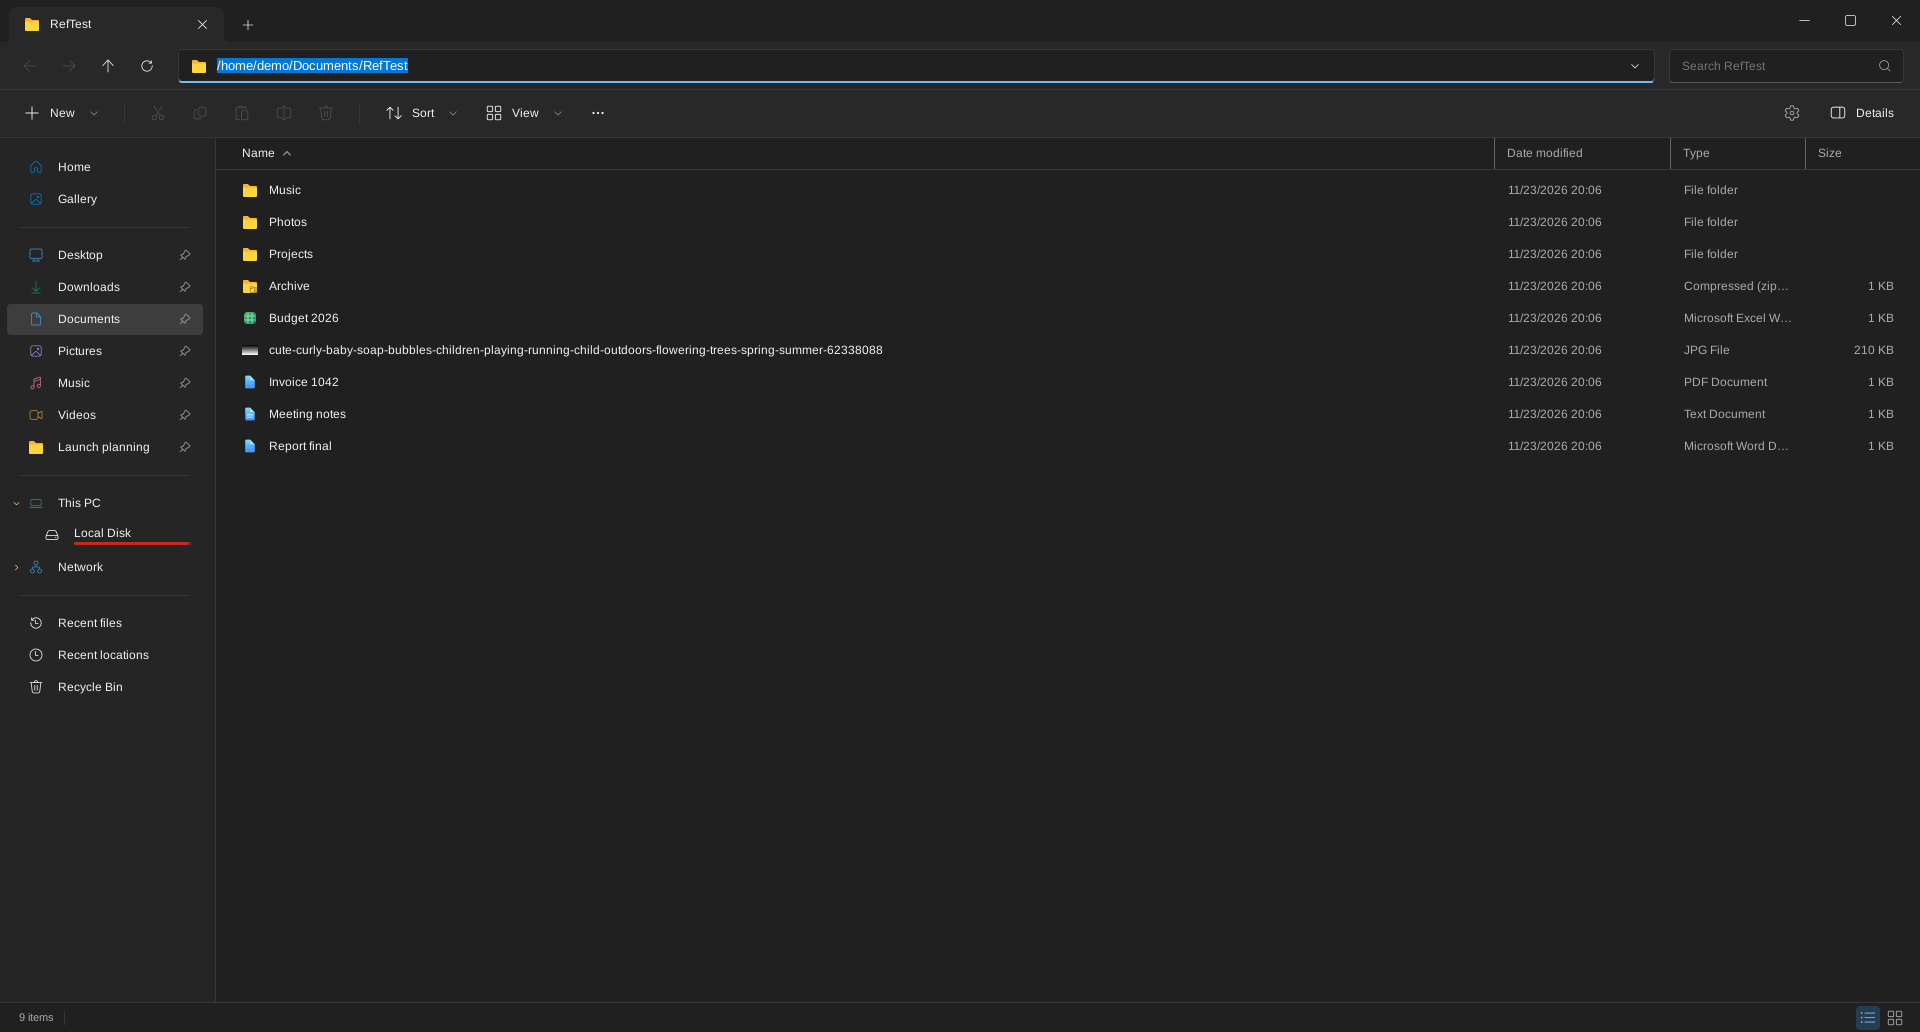 RefTest
/home/demo/Documents/RefTest
Search RefTest
New
Sort
View
Details
Home
Gallery
Desktop
Downloads
Documents
Pictures
Music
Videos
Launch planning
This PC
Local Disk
Network
Recent files
Recent locations
Recycle Bin
Name Date modified Type Size
Music 11/23/2026 20:06 File folder
Photos 11/23/2026 20:06 File folder
Projects 11/23/2026 20:06 File folder
Archive 11/23/2026 20:06 Compressed (zip... 1 KB
Budget 2026 11/23/2026 20:06 Microsoft Excel W... 1 KB
cute-curly-baby-soap-bubbles-children-playing-running-child-outdoors-flowering-trees-spring-summer-62338088 11/23/2026 20:06 JPG File 210 KB
Invoice 1042 11/23/2026 20:06 PDF Document 1 KB
Meeting notes 11/23/2026 20:06 Text Document 1 KB
Report final 11/23/2026 20:06 Microsoft Word D... 1 KB
9 items